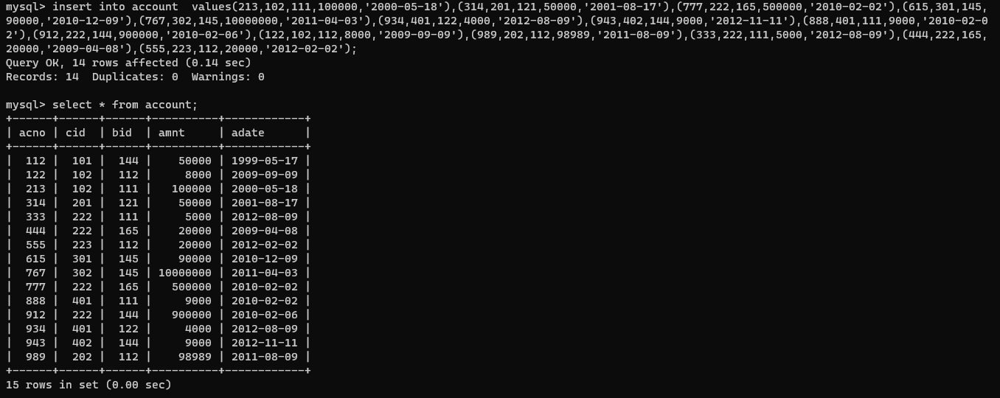 mysql> insert into account  values(213,102,111,100000,'2000-05-18'),(314,201,121,50000,'2001-08-17'),(777,222,165,500000,'2010-02-02'),(615,301,145,
90000,'2010-12-09'),(767,302,145,10000000,'2011-04-03'),(934,401,122,4000,'2012-08-09'),(943,402,144,9000,'2012-11-11'),(888,401,111,9000,'2010-02-0
2'),(912,222,144,900000,'2010-02-06'),(122,102,112,8000,'2009-09-09'),(989,202,112,98989,'2011-08-09'),(333,222,111,5000,'2012-08-09'),(444,222,165,
20000,'2009-04-08'),(555,223,112,20000,'2012-02-02');
Query OK, 14 rows affected (0.14 sec)
Records: 14  Duplicates: 0  Warnings: 0

mysql> select * from account;
+------+------+------+----------+------------+
| acno | cid  | bid  | amnt     | adate      |
+------+------+------+----------+------------+
|  112 |  101 |  144 |    50000 | 1999-05-17 |
|  122 |  102 |  112 |     8000 | 2009-09-09 |
|  213 |  102 |  111 |   100000 | 2000-05-18 |
|  314 |  201 |  121 |    50000 | 2001-08-17 |
|  333 |  222 |  111 |     5000 | 2012-08-09 |
|  444 |  222 |  165 |    20000 | 2009-04-08 |
|  555 |  223 |  112 |    20000 | 2012-02-02 |
|  615 |  301 |  145 |    90000 | 2010-12-09 |
|  767 |  302 |  145 | 10000000 | 2011-04-03 |
|  777 |  222 |  165 |   500000 | 2010-02-02 |
|  888 |  401 |  111 |     9000 | 2010-02-02 |
|  912 |  222 |  144 |   900000 | 2010-02-06 |
|  934 |  401 |  122 |     4000 | 2012-08-09 |
|  943 |  402 |  144 |     9000 | 2012-11-11 |
|  989 |  202 |  112 |    98989 | 2011-08-09 |
+------+------+------+----------+------------+
15 rows in set (0.00 sec)